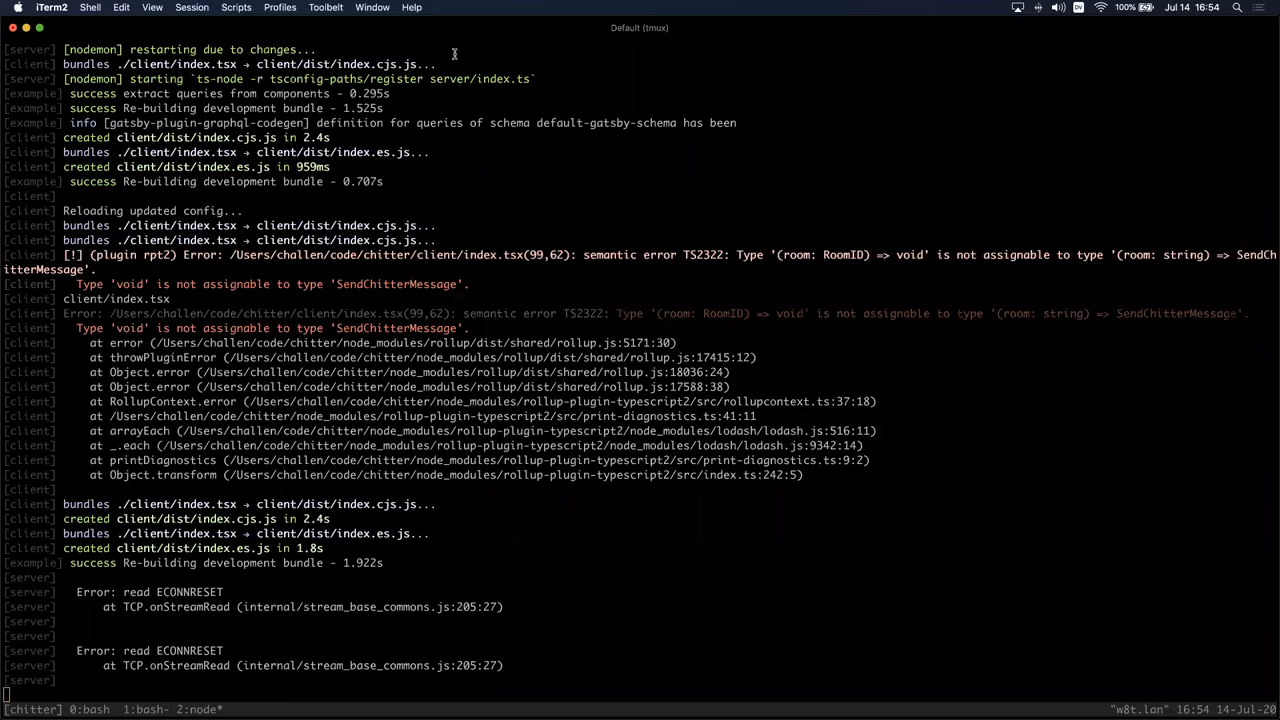 iTerm2 Shell Edit View Session Scripts Profiles Toolbelt Window Help 100% Jul 14 16:54
Default (tmux)
[server] [nodemon] restarting due to changes...
[client] bundles ./client/index.tsx → client/dist/index.cjs.js...
[server] [nodemon] starting `ts-node -r tsconfig-paths/register server/index.ts`
[example] success extract queries from components - 0.295s
[example] success Re-building development bundle - 1.525s
[example] info [gatsby-plugin-graphql-codegen] definition for queries of schema default-gatsby-schema has been
[client] created client/dist/index.cjs.js in 2.4s
[client] bundles ./client/index.tsx → client/dist/index.es.js...
[client] created client/dist/index.es.js in 959ms
[example] success Re-building development bundle - 0.707s
[client]
[client] Reloading updated config...
[client] bundles ./client/index.tsx → client/dist/index.cjs.js...
[client] bundles ./client/index.tsx → client/dist/index.cjs.js...
[client] [!] (plugin rpt2) Error: /Users/challen/code/chitter/client/index.tsx(99,62): semantic error TS2322: Type '(room: RoomID) => void' is not assignable to type '(room: string) => SendCh
itterMessage'.
[client] Type 'void' is not assignable to type 'SendChitterMessage'.
[client] client/index.tsx
[client] Error: /Users/challen/code/chitter/client/index.tsx(99,62): semantic error TS2322: Type '(room: RoomID) => void' is not assignable to type '(room: string) => SendChitterMessage'.
[client] Type 'void' is not assignable to type 'SendChitterMessage'.
[client] at error (/Users/challen/code/chitter/node_modules/rollup/dist/shared/rollup.js:5171:30)
[client] at throwPluginError (/Users/challen/code/chitter/node_modules/rollup/dist/shared/rollup.js:17415:12)
[client] at Object.error (/Users/challen/code/chitter/node_modules/rollup/dist/shared/rollup.js:18036:24)
[client] at Object.error (/Users/challen/code/chitter/node_modules/rollup/dist/shared/rollup.js:17588:38)
[client] at RollupContext.error (/Users/challen/code/chitter/node_modules/rollup-plugin-typescript2/src/rollupcontext.ts:37:18)
[client] at /Users/challen/code/chitter/node_modules/rollup-plugin-typescript2/src/print-diagnostics.ts:41:11
[client] at arrayEach (/Users/challen/code/chitter/node_modules/rollup-plugin-typescript2/node_modules/lodash/lodash.js:516:11)
[client] at _.each (/Users/challen/code/chitter/node_modules/rollup-plugin-typescript2/node_modules/lodash/lodash.js:9342:14)
[client] at printDiagnostics (/Users/challen/code/chitter/node_modules/rollup-plugin-typescript2/src/print-diagnostics.ts:9:2)
[client] at Object.transform (/Users/challen/code/chitter/node_modules/rollup-plugin-typescript2/src/index.ts:242:5)
[client]
[client] bundles ./client/index.tsx → client/dist/index.cjs.js...
[client] created client/dist/index.cjs.js in 2.4s
[client] bundles ./client/index.tsx → client/dist/index.es.js...
[client] created client/dist/index.es.js in 1.8s
[example] success Re-building development bundle - 1.922s
[server]
[server] Error: read ECONNRESET
[server] at TCP.onStreamRead (internal/stream_base_commons.js:205:27)
[server]
[server]
[server] Error: read ECONNRESET
[server] at TCP.onStreamRead (internal/stream_base_commons.js:205:27)
[server]
[chitter] 0:bash 1:bash- 2:node* "w8t.lan" 16:54 14-Jul-20